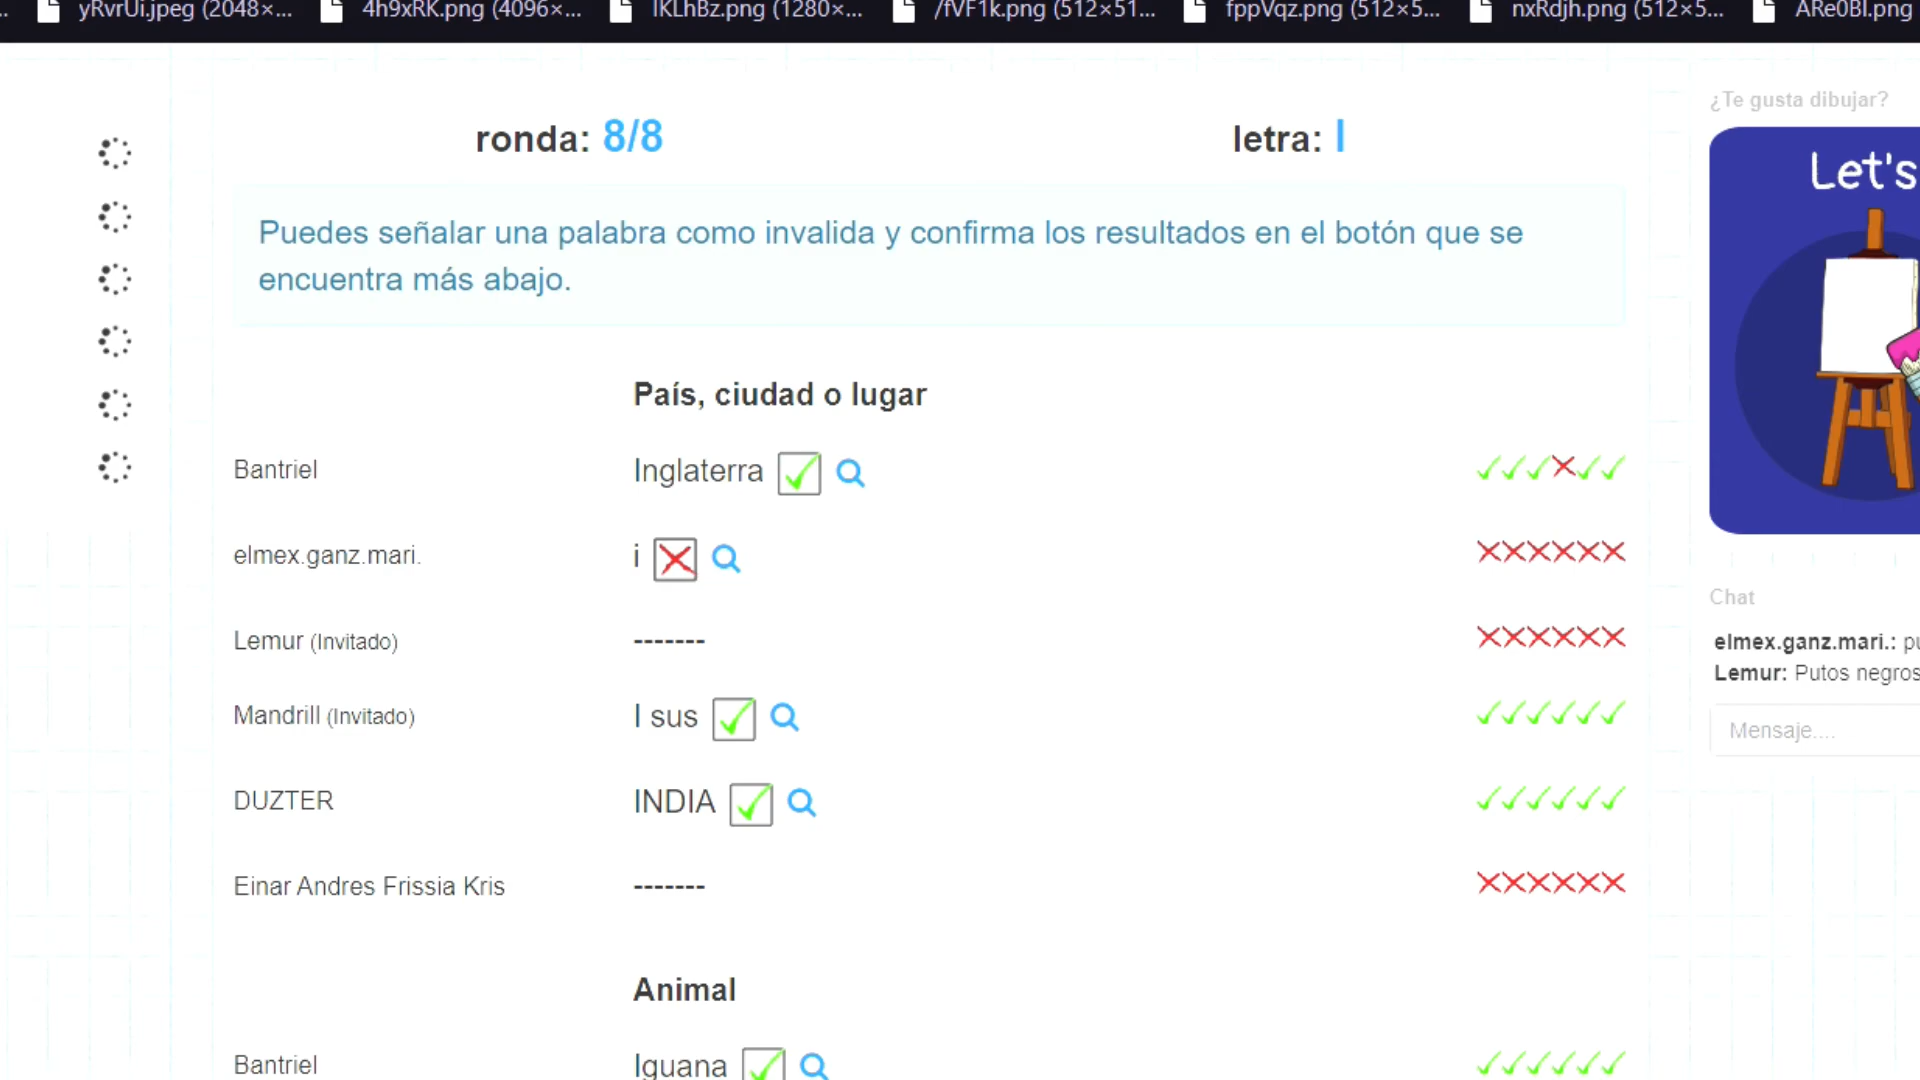 yRvrUi.jpeg (2048×... 4h9xRK.png (4096×... IKLhBz.png (1280×... /fVF1k.png (512×51... fppVqz.png (512×5... nxRdjh.png (512×5... ARe0Bl.png
ronda: 8/8 letra: I
¿Te gusta dibujar?
Let's
Puedes señalar una palabra como invalida y confirma los resultados en el botón que se
encuentra más abajo.
País, ciudad o lugar
Bantriel Inglaterra
elmex.ganz.mari. i
Lemur (Invitado) -------
Mandrill (Invitado) I sus
DUZTER INDIA
Einar Andres Frissia Kris -------
Animal
Bantriel Iguana
Chat
elmex.ganz.mari.: pu
Lemur: Putos negros
Mensaje....